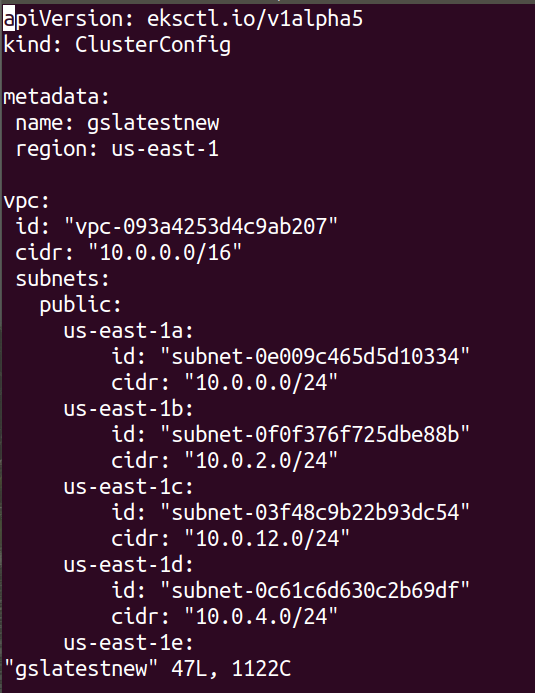 apiVersion: eksctl.io/v1alpha5
kind: ClusterConfig

metadata:
 name: gslatestnew
 region: us-east-1

vpc:
 id: "vpc-093a4253d4c9ab207"
 cidr: "10.0.0.0/16"
 subnets:
   public:
     us-east-1a:
         id: "subnet-0e009c465d5d10334"
         cidr: "10.0.0.0/24"
     us-east-1b:
         id: "subnet-0f0f376f725dbe88b"
         cidr: "10.0.2.0/24"
     us-east-1c:
         id: "subnet-03f48c9b22b93dc54"
         cidr: "10.0.12.0/24"
     us-east-1d:
         id: "subnet-0c61c6d630c2b69df"
         cidr: "10.0.4.0/24"
     us-east-1e:
"gslatestnew" 47L, 1122C